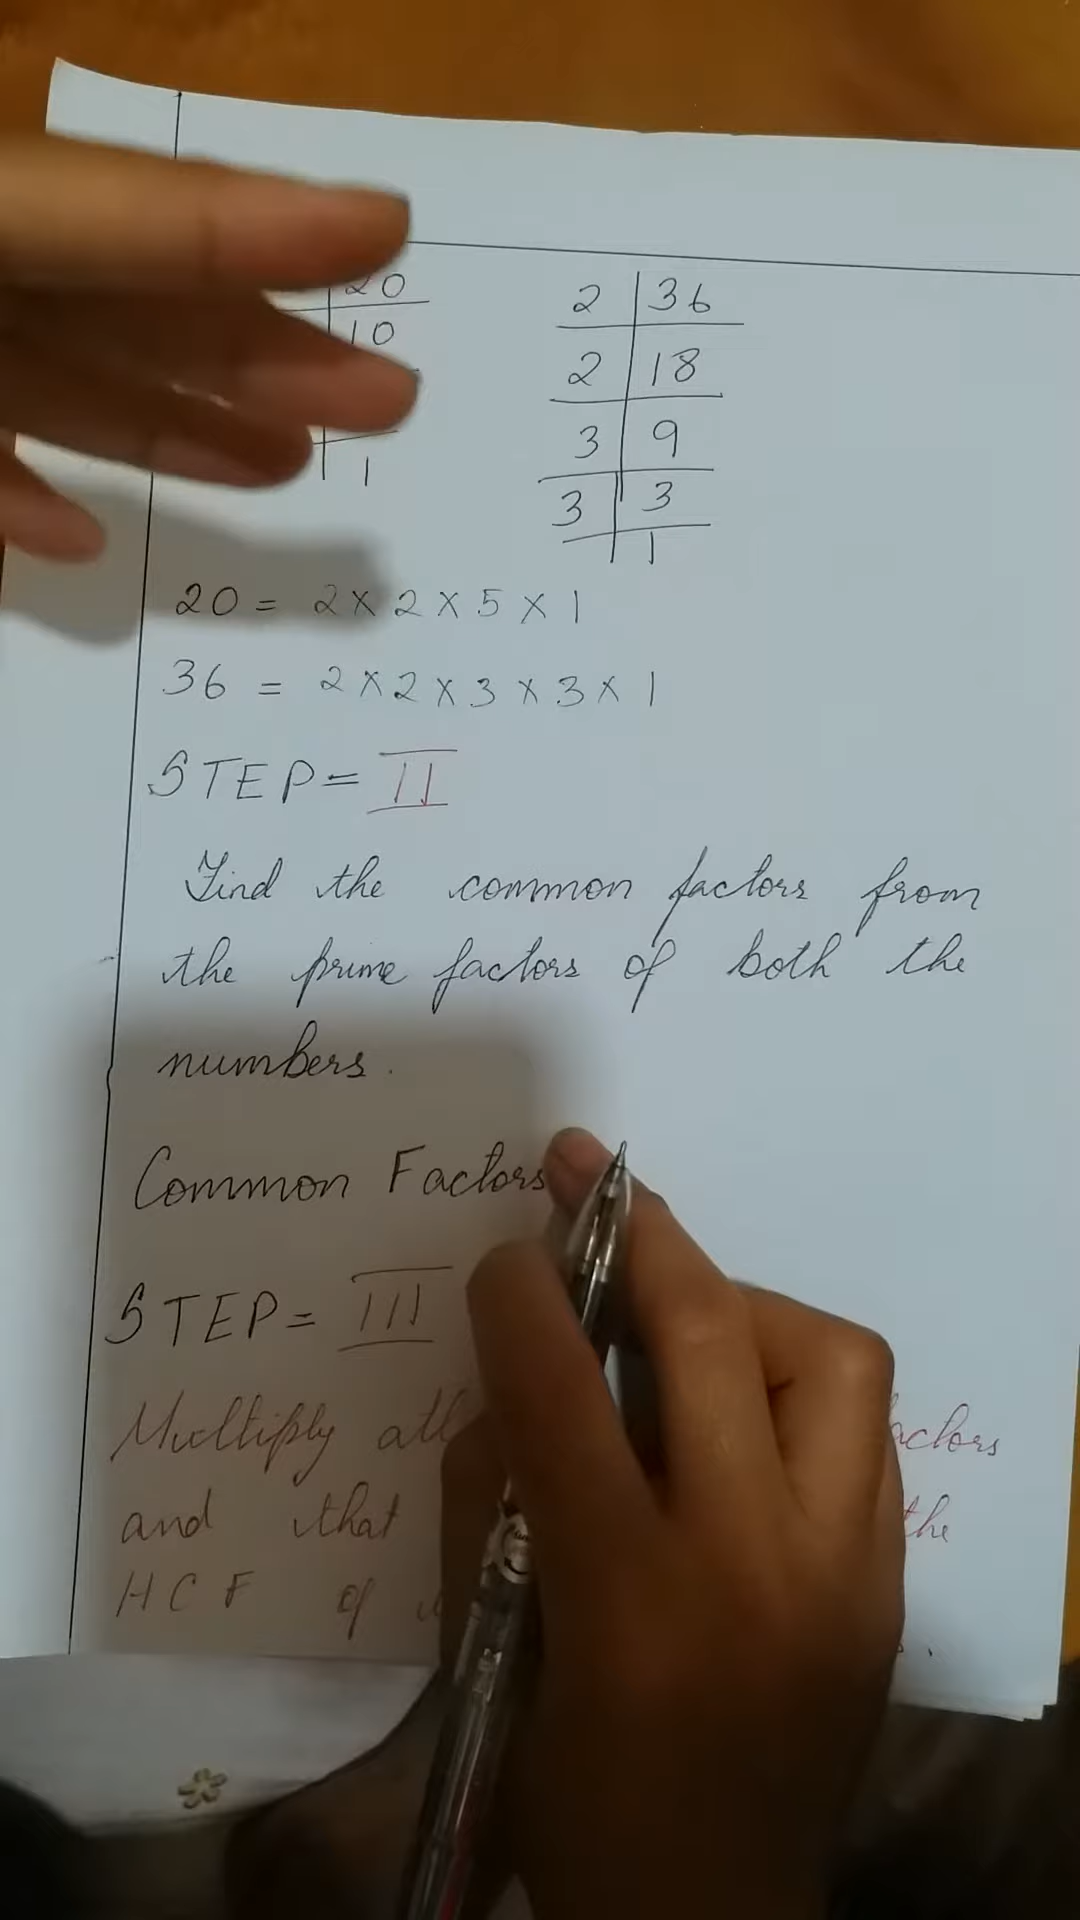 20 2 36
10 2 18
3 9
1 3 3
1
20 = 2 × 2 × 5 × 1
36 = 2 × 2 × 3 × 3 × 1
STEP = II
Find the common factors from
the prime factors of both the
numbers.
Common Factors
STEP = III
Multiply
and that the
HCF of